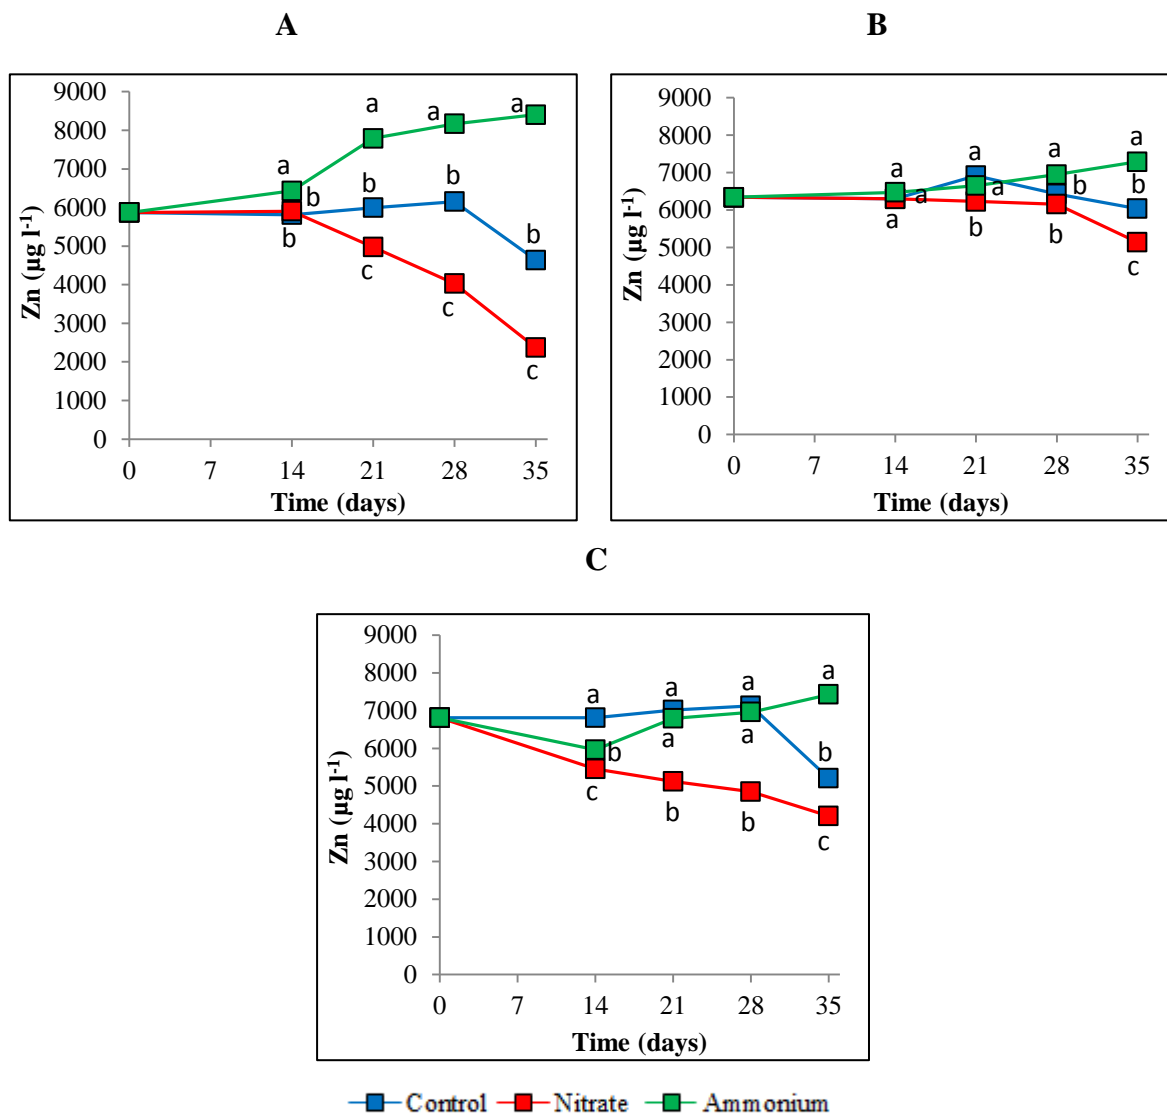 A
B
9000
8000
7000
6000
5000
4000
3000
2000
1000
0
0 7 14 21 28 35
Time (days)
Zn (µg l-1)
a a a a
b b b b b
c c c
9000
8000
7000
6000
5000
4000
3000
2000
1000
0
0 7 14 21 28 35
Time (days)
Zn (µg l-1)
a a a a
a a b b
a b b c
C
9000
8000
7000
6000
5000
4000
3000
2000
1000
0
0 7 14 21 28 35
Time (days)
Zn (µg l-1)
a a a a
b a a b
c b b c
Control Nitrate Ammonium